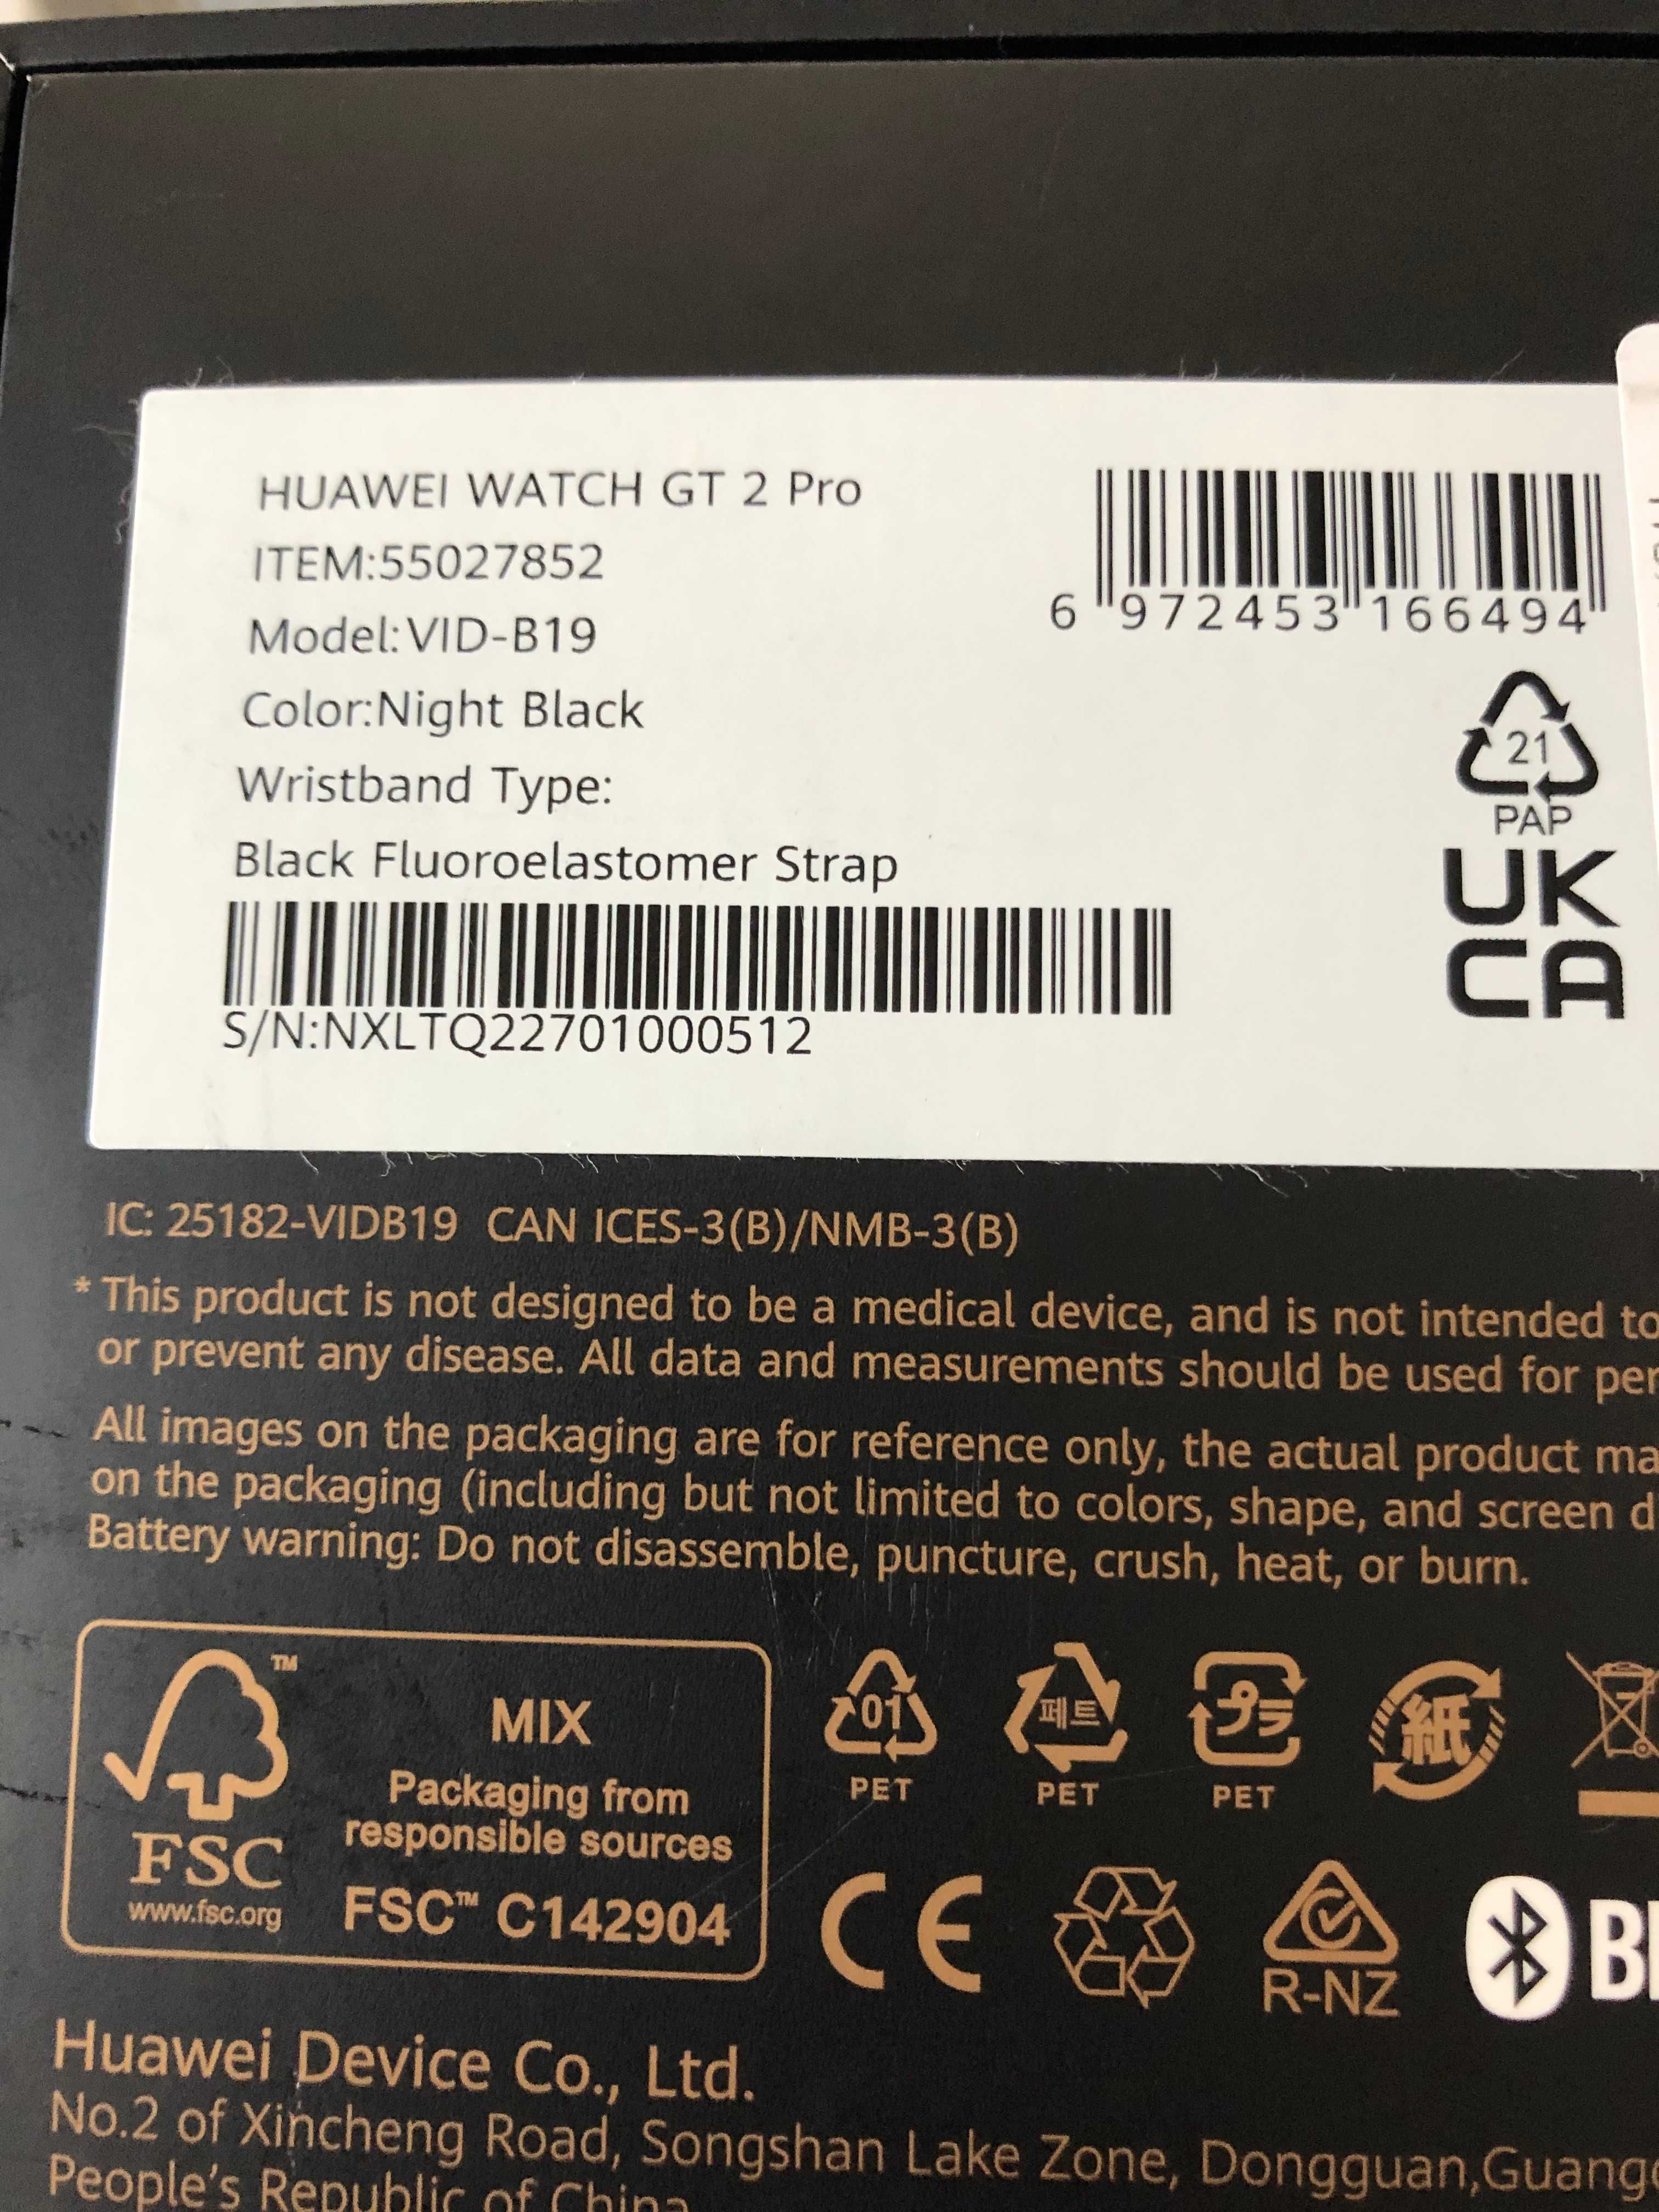 HUAWEI WATCH GT 2 Pro
ITEM:55027852
Model:VID-B19
Color:Night Black
Wristband Type:
Black Fluoroelastomer Strap
S/N:NXLTQ22701000512
6 972453 166494
21
PAP
UK
CA
IC: 25182-VIDB19 CAN ICES-3(B)/NMB-3(B)
* This product is not designed to be a medical device, and is not intended to
or prevent any disease. All data and measurements should be used for per
All images on the packaging are for reference only, the actual product ma
on the packaging (including but not limited to colors, shape, and screen d
Battery warning: Do not disassemble, puncture, crush, heat, or burn.
TM
FSC
www.fsc.org
MIX
Packaging from
responsible sources
FSC™ C142904
01
PET
페트
PET
プラ
PET
紙
CE
R-NZ
Bl
Huawei Device Co., Ltd.
No.2 of Xincheng Road, Songshan Lake Zone, Dongguan,Guang
People's Republic of China